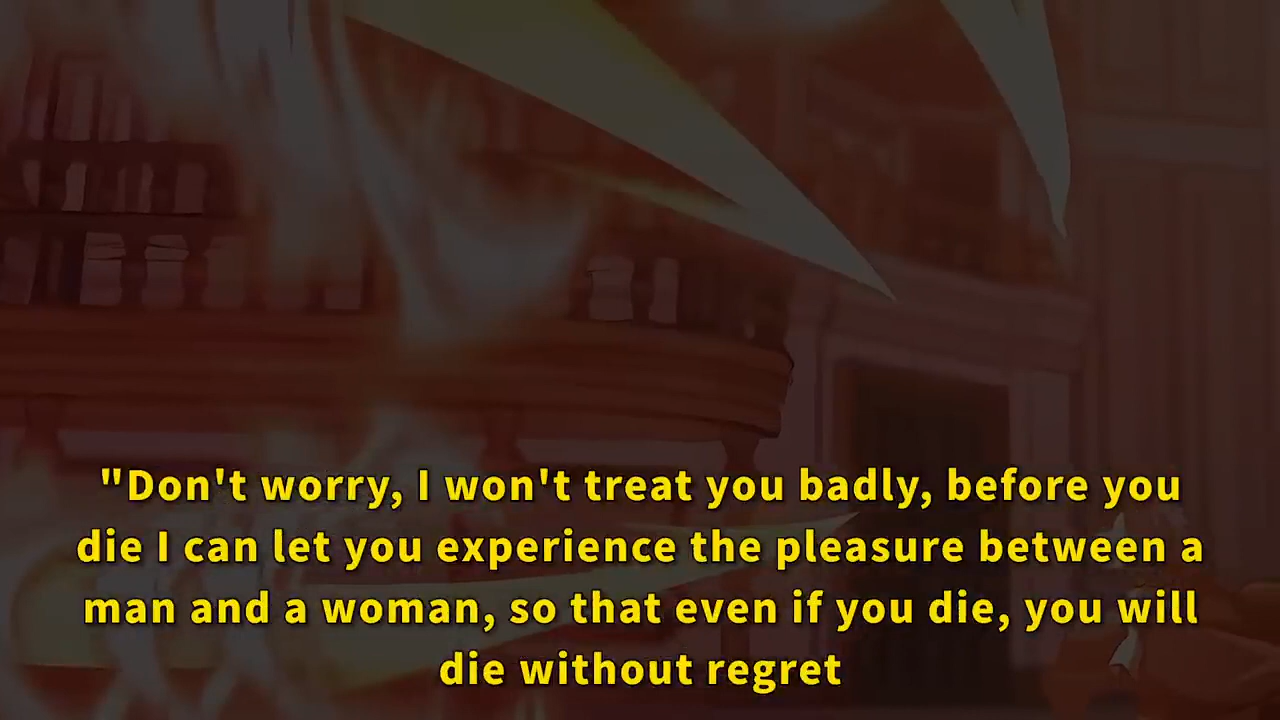 "Don't worry, I won't treat you badly, before you
die I can let you experience the pleasure between a
man and a woman, so that even if you die, you will
die without regret